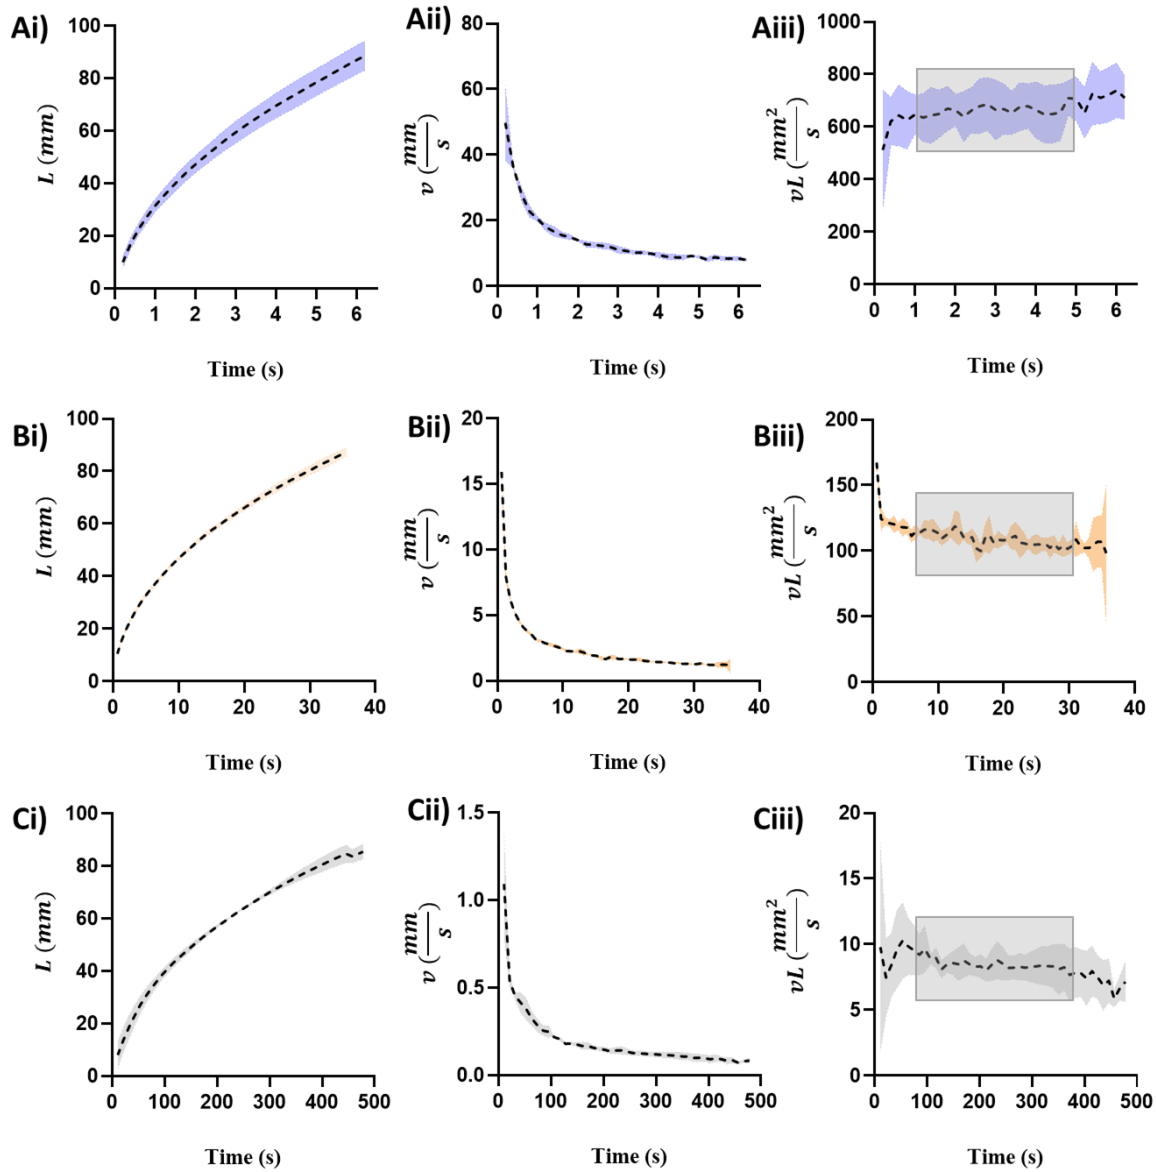 Ai)
L (mm)
100
80
60
40
20
0
0 1 2 3 4 5 6
Time (s)
Aii)
v (mm/s)
80
60
40
20
0
0 1 2 3 4 5 6
Time (s)
Aiii)
vL (mm²/s)
1000
800
600
400
200
0
0 1 2 3 4 5 6
Time (s)
Bi)
L (mm)
100
80
60
40
20
0
0 10 20 30 40
Time (s)
Bii)
v (mm/s)
20
15
10
5
0
0 10 20 30 40
Time (s)
Biii)
vL (mm²/s)
200
150
100
50
0
0 10 20 30 40
Time (s)
Ci)
L (mm)
100
80
60
40
20
0
0 100 200 300 400 500
Time (s)
Cii)
v (mm/s)
1.5
1.0
0.5
0.0
0 100 200 300 400 500
Time (s)
Ciii)
vL (mm²/s)
20
15
10
5
0
0 100 200 300 400 500
Time (s)